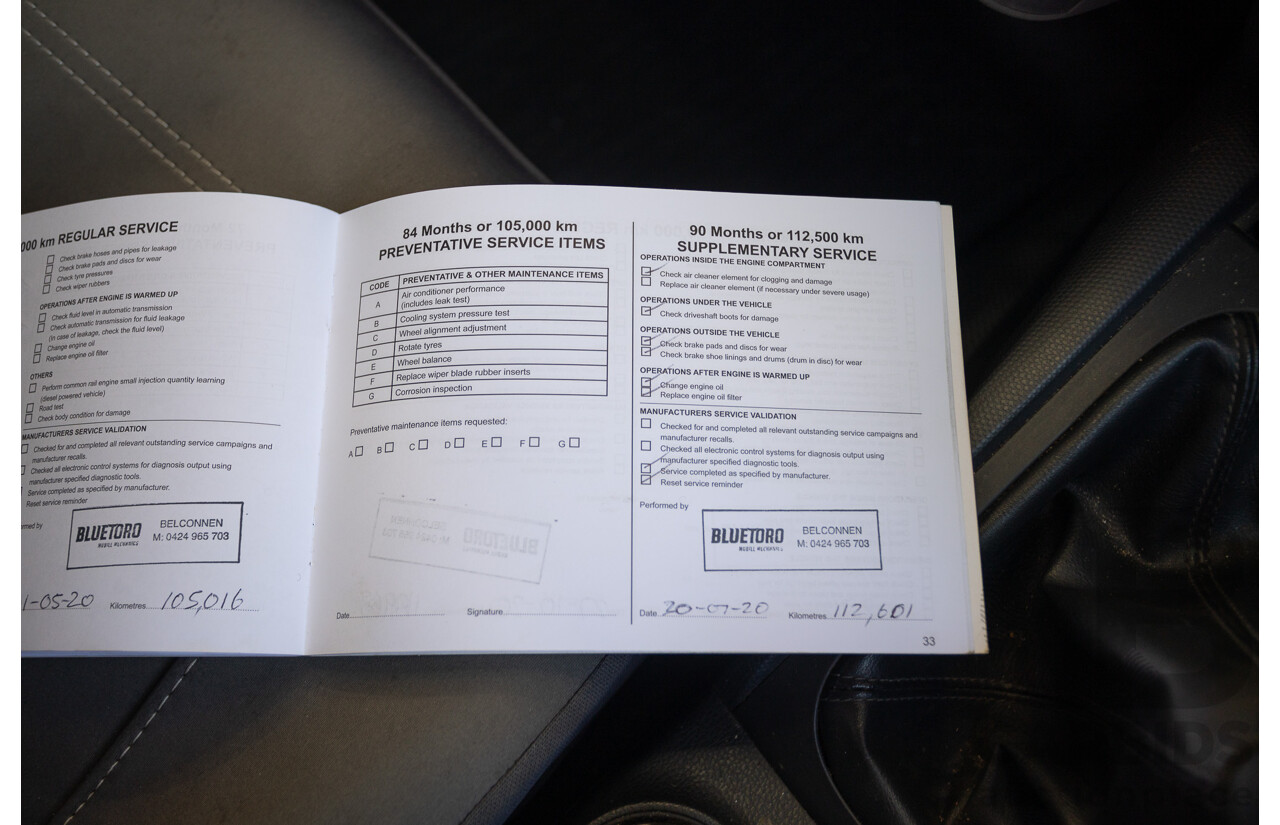 000 km REGULAR SERVICE
Check brake hoses and pipes for leakage
Check brake pads and discs for wear
Check tyre pressures
Check wiper rubbers
OPERATIONS AFTER ENGINE IS WARMED UP
Check fluid level in automatic transmission
Check automatic transmission for fluid leakage
(In case of leakage, check the fluid level)
Change engine oil
Replace engine oil filter
OTHERS
Perform common rail engine small injection quantity learning
(diesel powered vehicle)
Road test
Check body condition for damage
MANUFACTURERS SERVICE VALIDATION
Checked for and completed all relevant outstanding service campaigns and
manufacturer recalls.
Checked all electronic control systems for diagnosis output using
manufacturer specified diagnostic tools.
Service completed as specified by manufacturer.
Reset service reminder
BLUETORO
MOBILE MECHANICS
BELCONNEN
M: 0424 965 703
-05-20 Kilometres 105,016
84 Months or 105,000 km
PREVENTATIVE SERVICE ITEMS
CODE PREVENTATIVE & OTHER MAINTENANCE ITEMS
A Air conditioner performance
(includes leak test)
B Cooling system pressure test
C Wheel alignment adjustment
D Rotate tyres
E Wheel balance
F Replace wiper blade rubber inserts
G Corrosion inspection
Preventative maintenance items requested:
A B C D E F G
Date Signature
90 Months or 112,500 km
SUPPLEMENTARY SERVICE
OPERATIONS INSIDE THE ENGINE COMPARTMENT
Check air cleaner element for clogging and damage
Replace air cleaner element (if necessary under severe usage)
OPERATIONS UNDER THE VEHICLE
Check driveshaft boots for damage
OPERATIONS OUTSIDE THE VEHICLE
Check brake pads and discs for wear
Check brake shoe linings and drums (drum in disc) for wear
OPERATIONS AFTER ENGINE IS WARMED UP
Change engine oil
Replace engine oil filter
MANUFACTURERS SERVICE VALIDATION
Checked for and completed all relevant outstanding service campaigns and
manufacturer recalls.
Checked all electronic control systems for diagnosis output using
manufacturer specified diagnostic tools.
Service completed as specified by manufacturer.
Reset service reminder
Performed by
BLUETORO
MOBILE MECHANICS
BELCONNEN
M: 0424 965 703
Date 20-07-20 Kilometres 112,601
33